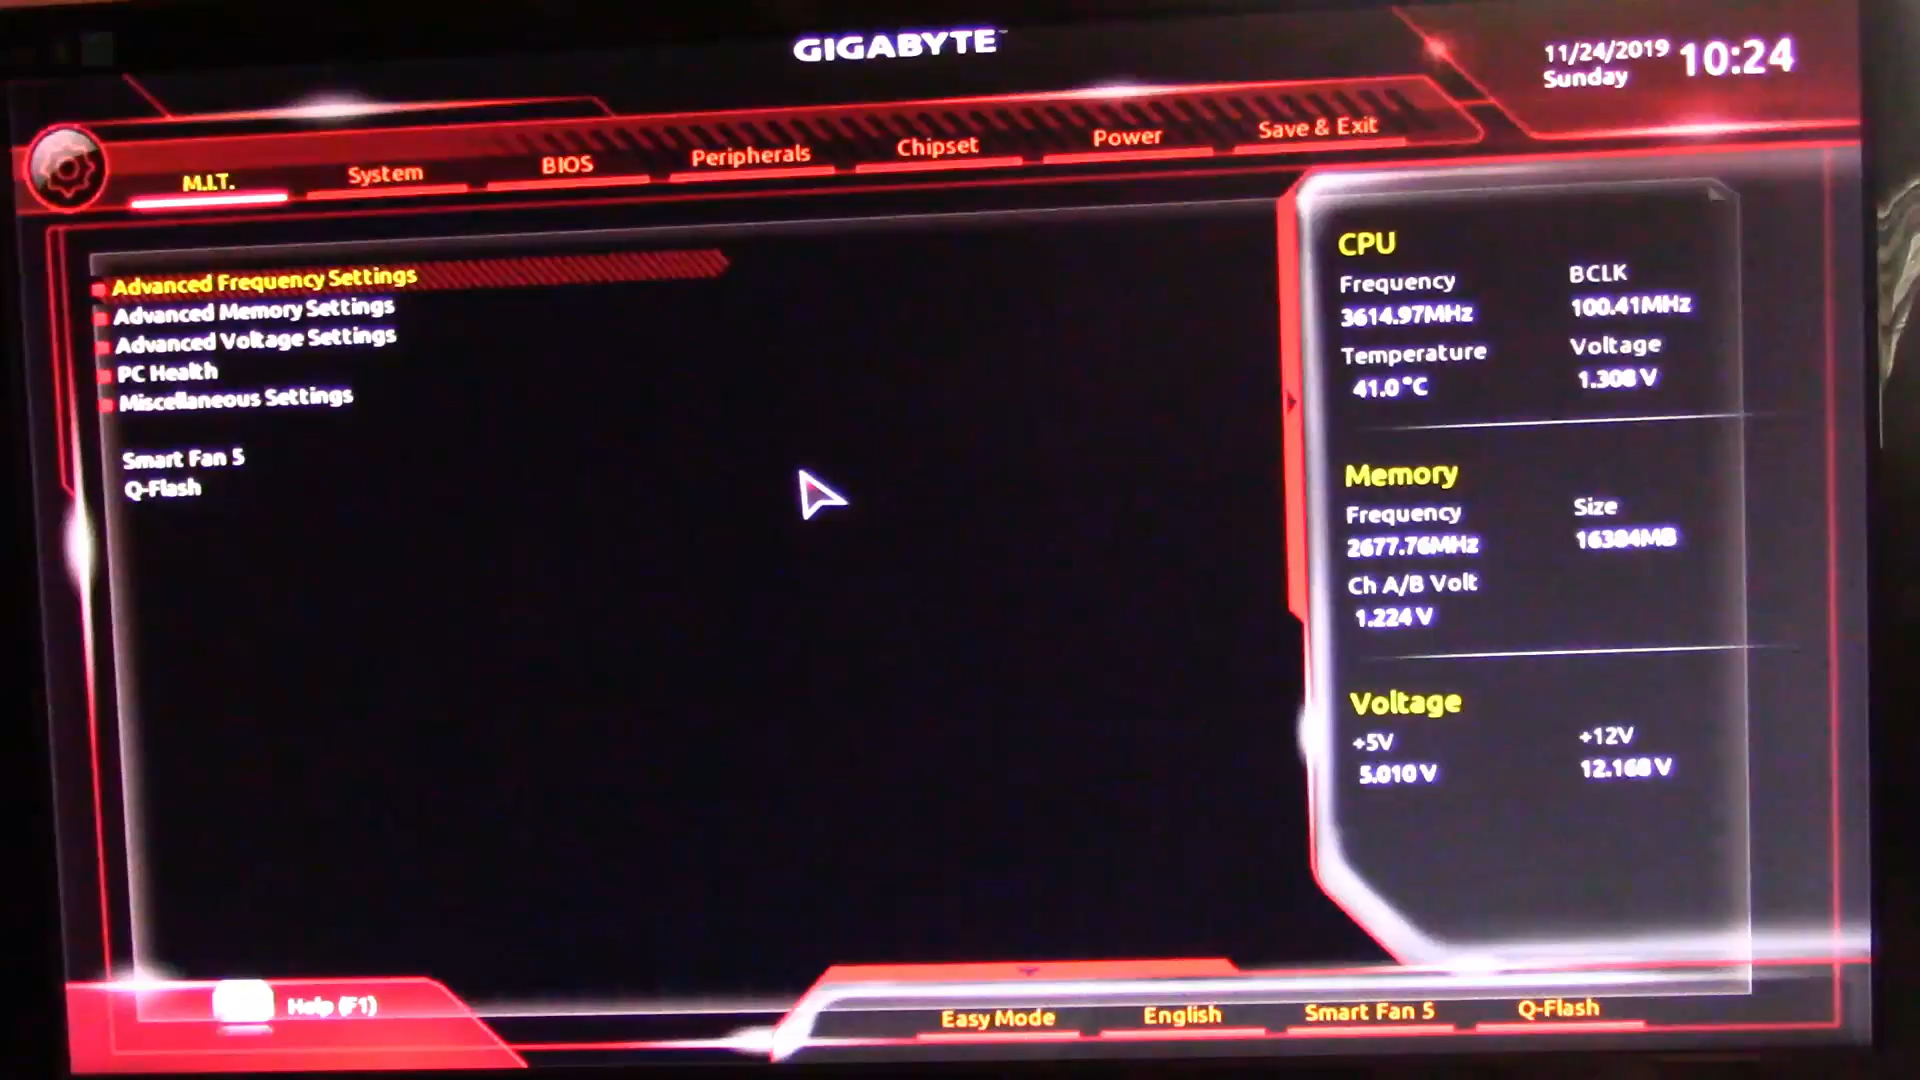 GIGABYTE
11/24/2019 10:24
Sunday
M.I.T. System BIOS Peripherals Chipset Power Save & Exit
Advanced Frequency Settings
Advanced Memory Settings
Advanced Voltage Settings
PC Health
Miscellaneous Settings
Smart Fan 5
Q-Flash
CPU
Frequency BCLK
3614.97MHz 100.41MHz
Temperature Voltage
41.0 °C 1.308 V
Memory
Frequency Size
2677.76MHz 16384MB
Ch A/B Volt
1.224 V
Voltage
+5V +12V
5.010 V 12.168 V
Help (F1)
Easy Mode English Smart Fan 5 Q-Flash